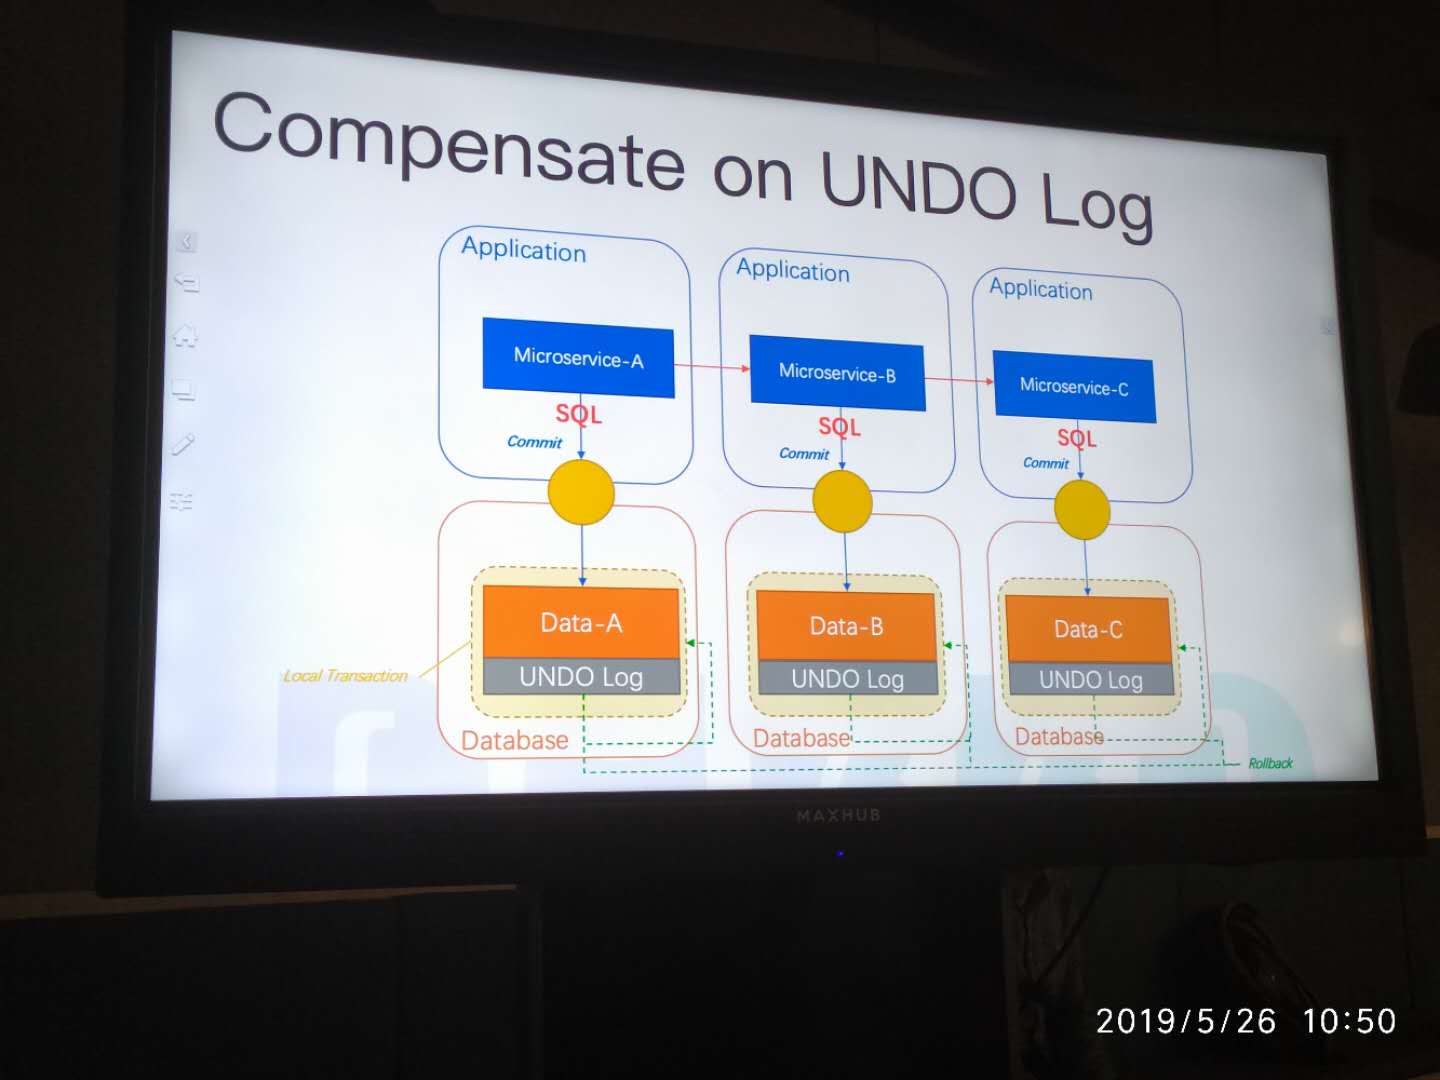 Compensate on UNDO Log
Application
Application
Application
Microservice-A
Microservice-B
Microservice-C
SQL
SQL
SQL
Commit
Commit
Commit
Data-A
Data-B
Data-C
UNDO Log
UNDO Log
UNDO Log
Local Transaction
Database
Database
Database
Rollback
MAXHUB
2019/5/26 10:50